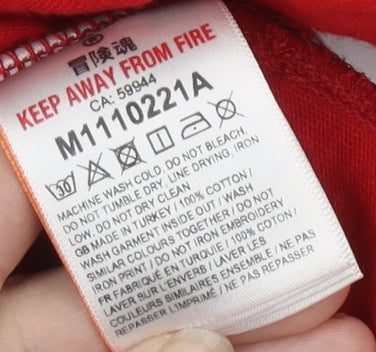 冒険魂
KEEP AWAY FROM FIRE
CA: 59944
M1110221A
30
MACHINE WASH COLD, DO NOT BLEACH,
DO NOT TUMBLE DRY, LINE DRYING, IRON
LOW, DO NOT DRY CLEAN
GB MADE IN TURKEY / 100% COTTON /
WASH GARMENT INSIDE OUT / WASH
SIMILAR COLOURS TOGETHER / DO NOT
IRON PRINT / DO NOT IRON EMBROIDERY
FR FABRIQUÉ EN TURQUIE / 100% COTON /
LAVER SUR L'ENVERS / LAVER LES
COULEURS SIMILAIRES ENSEMBLE / NE PAS
REPASSER L'IMPRIMÉ / NE PAS
REPASSER